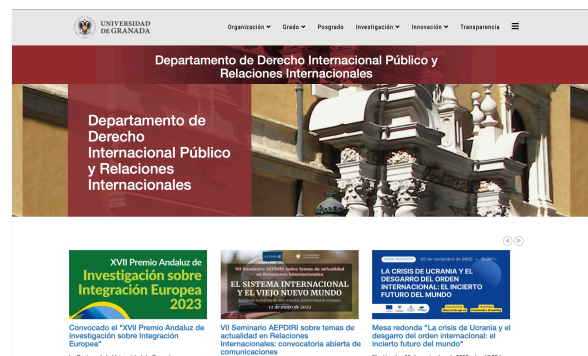 UNIVERSIDAD
DE GRANADA
Organización
Grado
Posgrado
Investigación
Innovación
Transparencia
Departamento de Derecho Internacional Público y
Relaciones Internacionales
Departamento de
Derecho
Internacional Público
y Relaciones
Internacionales
XVII Premio Andaluz de
Investigación sobre
Integración Europea
2023
Convocado el "XVII Premio Andaluz de
Investigación sobre Integración
Europea"
VII Seminario AEPDIRI sobre temas de actualidad
en Relaciones Internacionales
EL SISTEMA INTERNACIONAL
Y EL VIEJO NUEVO MUNDO
12 de mayo de 2023
VII Seminario AEPDIRI sobre temas de
actualidad en Relaciones
Internacionales: convocatoria abierta de
comunicaciones
MESA REDONDA
LA CRISIS DE UCRANIA Y EL
DESGARRO DEL ORDEN
INTERNACIONAL: EL INCIERTO
FUTURO DEL MUNDO
Mesa redonda "La crisis de Ucrania y el
desgarro del orden internacional: el
incierto futuro del mundo"